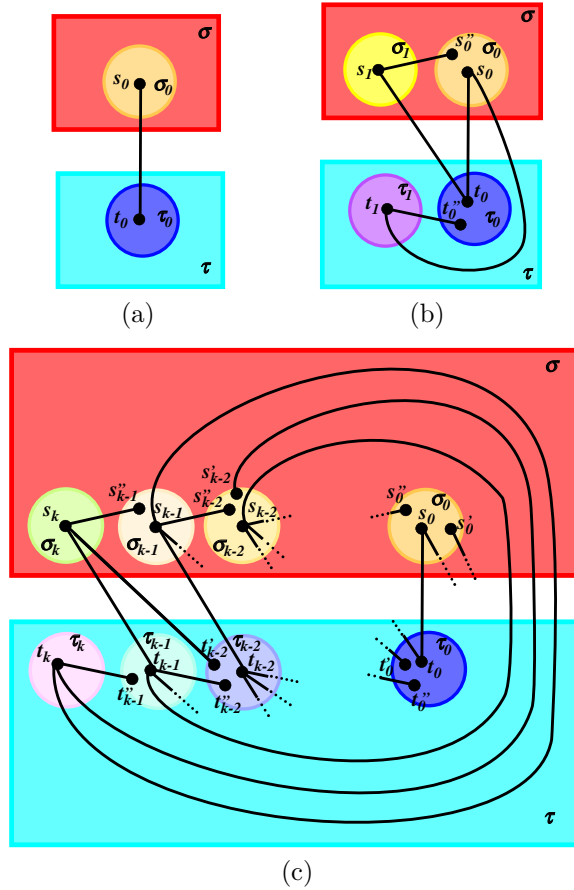 σ
s₀ σ₀
t₀ τ₀
τ
(a)
σ
s₁ σ₁ s₀'' σ₀ s₀
t₁ τ₁ t₀'' t₀ τ₀
τ
(b)
σ
s''ₖ₋₁ s'ₖ₋₂ s''ₖ₋₂ s₀'' σ₀
sₖ sₖ₋₁ sₖ₋₂ s₀ s₀'
σₖ σₖ₋₁ σₖ₋₂
τₖ τₖ₋₁ τₖ₋₂ τ₀
tₖ tₖ₋₁ t'ₖ₋₂ tₖ₋₂ t₀' t₀
t''ₖ₋₁ t''ₖ₋₂ t₀''
τ
(c)